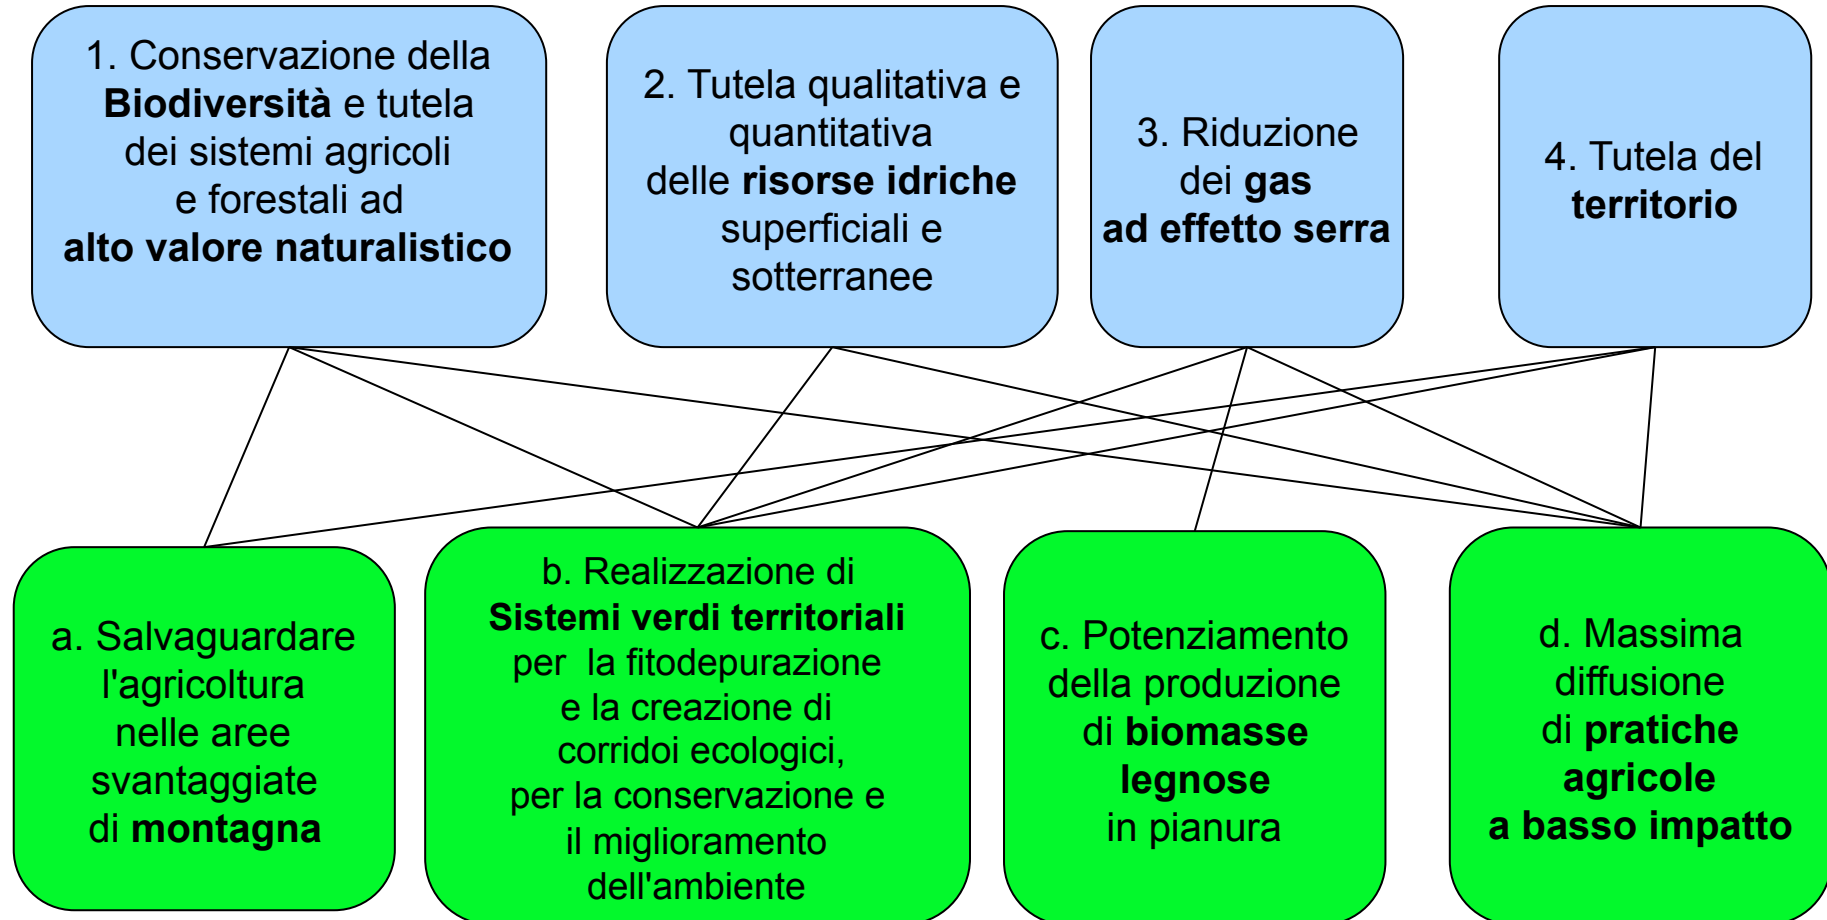 1. Conservazione della
Biodiversità e tutela
dei sistemi agricoli
e forestali ad
alto valore naturalistico
2. Tutela qualitativa e
quantitativa
delle risorse idriche
superficiali e
sotterranee
3. Riduzione
dei gas
ad effetto serra
4. Tutela del
territorio
a. Salvaguardare
l'agricoltura
nelle aree
svantaggiate
di montagna
b. Realizzazione di
Sistemi verdi territoriali
per la fitodepurazione
e la creazione di
corridoi ecologici,
per la conservazione e
il miglioramento
dell'ambiente
c. Potenziamento
della produzione
di biomasse
legnose
in pianura
d. Massima
diffusione
di pratiche
agricole
a basso impatto